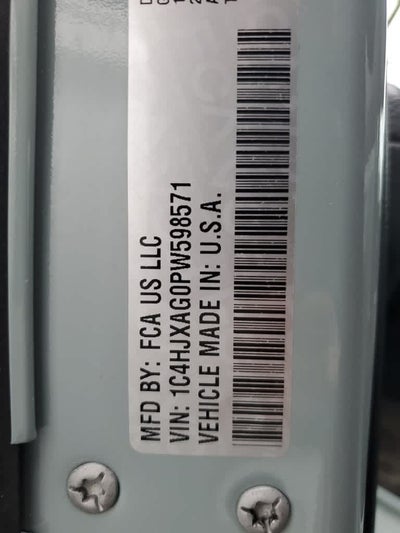 MFD BY: FCA US LLC
VIN: 1C4HJXAG0PW598571
VEHICLE MADE IN: U.S.A.